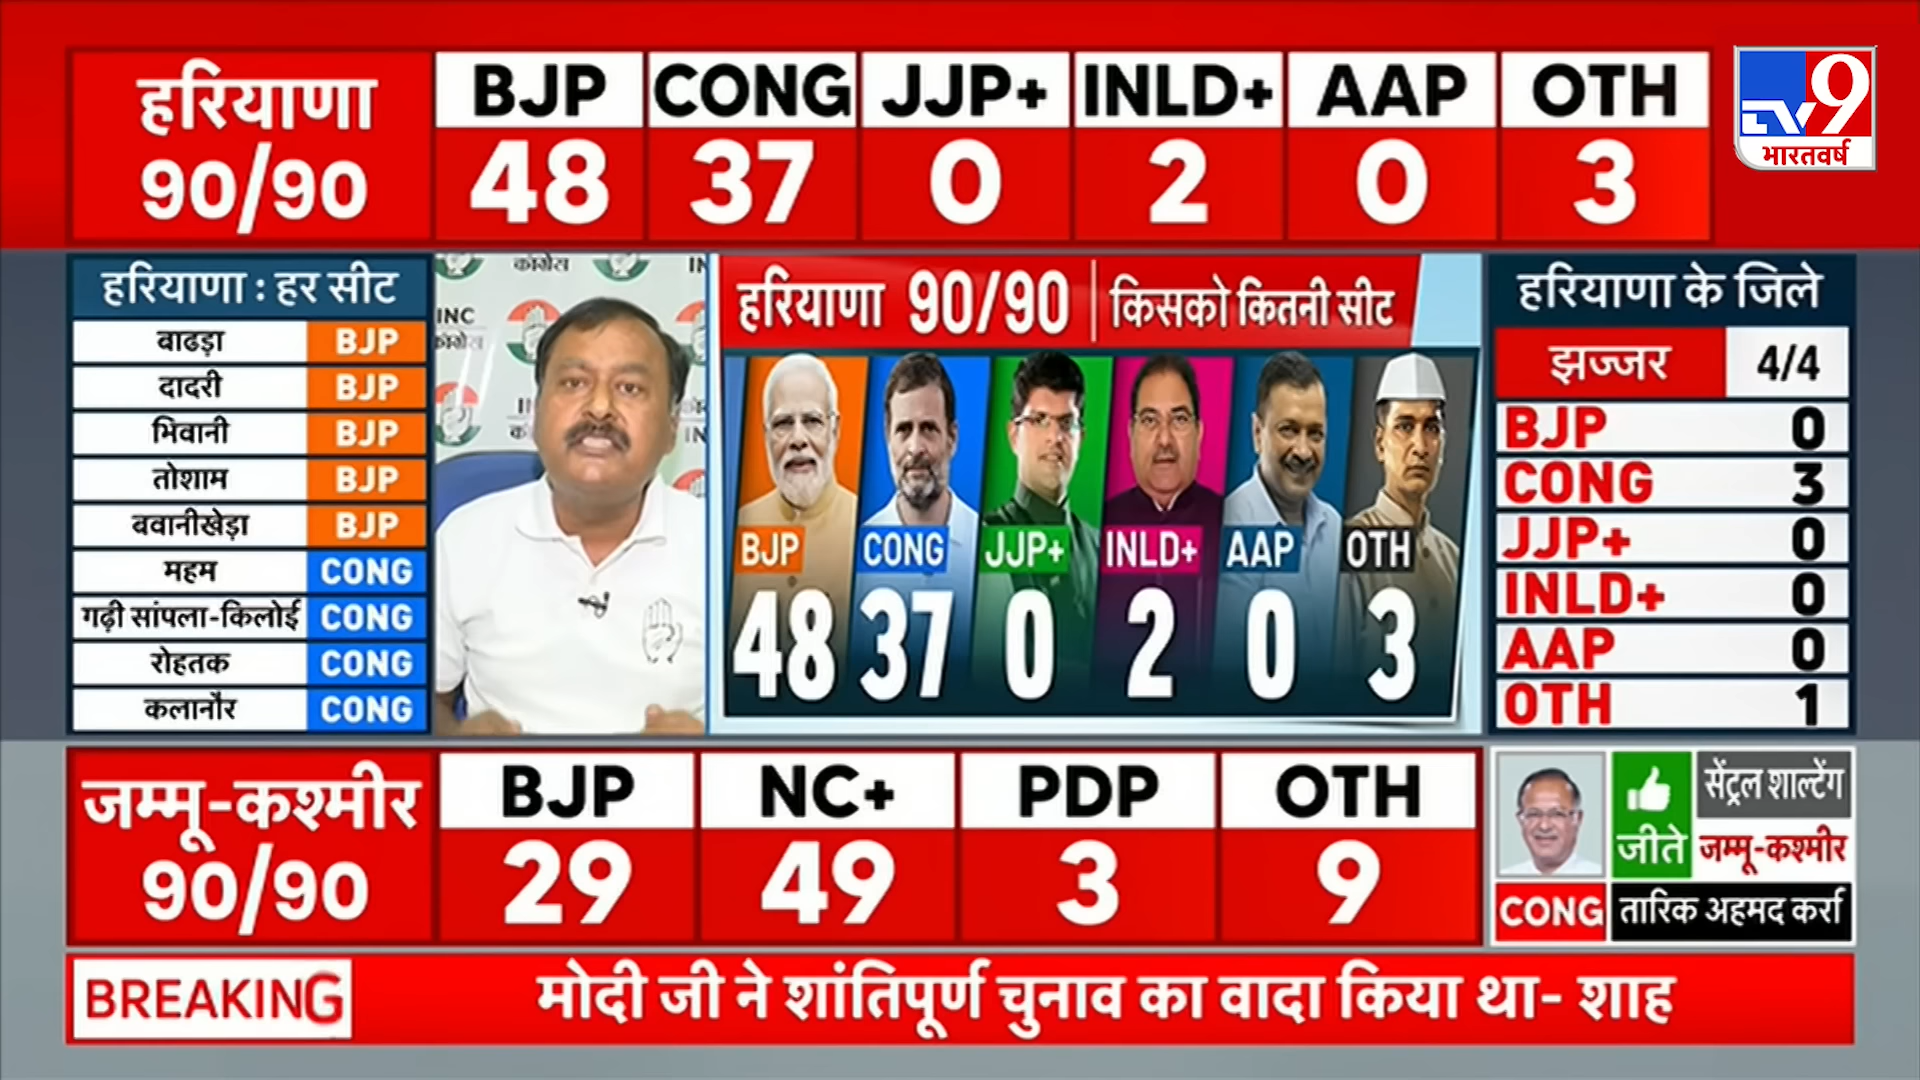 हरियाणा
90/90
BJP CONG JJP+ INLD+ AAP OTH
48 37 0 2 0 3
TV9
भारतवर्ष
हरियाणा : हर सीट
बाढड़ा BJP
दादरी BJP
भिवानी BJP
तोशाम BJP
बवानीखेड़ा BJP
महम CONG
गढ़ी सांपला-किलोई CONG
रोहतक CONG
कलानौर CONG
कांग्रेस
INC
हरियाणा 90/90 किसको कितनी सीट
BJP CONG JJP+ INLD+ AAP OTH
48 37 0 2 0 3
हरियाणा के जिले
झज्जर 4/4
BJP 0
CONG 3
JJP+ 0
INLD+ 0
AAP 0
OTH 1
जम्मू-कश्मीर
90/90
BJP NC+ PDP OTH
29 49 3 9
सेंट्रल शाल्टेंग
जीते जम्मू-कश्मीर
CONG तारिक अहमद कर्रा
BREAKING मोदी जी ने शांतिपूर्ण चुनाव का वादा किया था- शाह